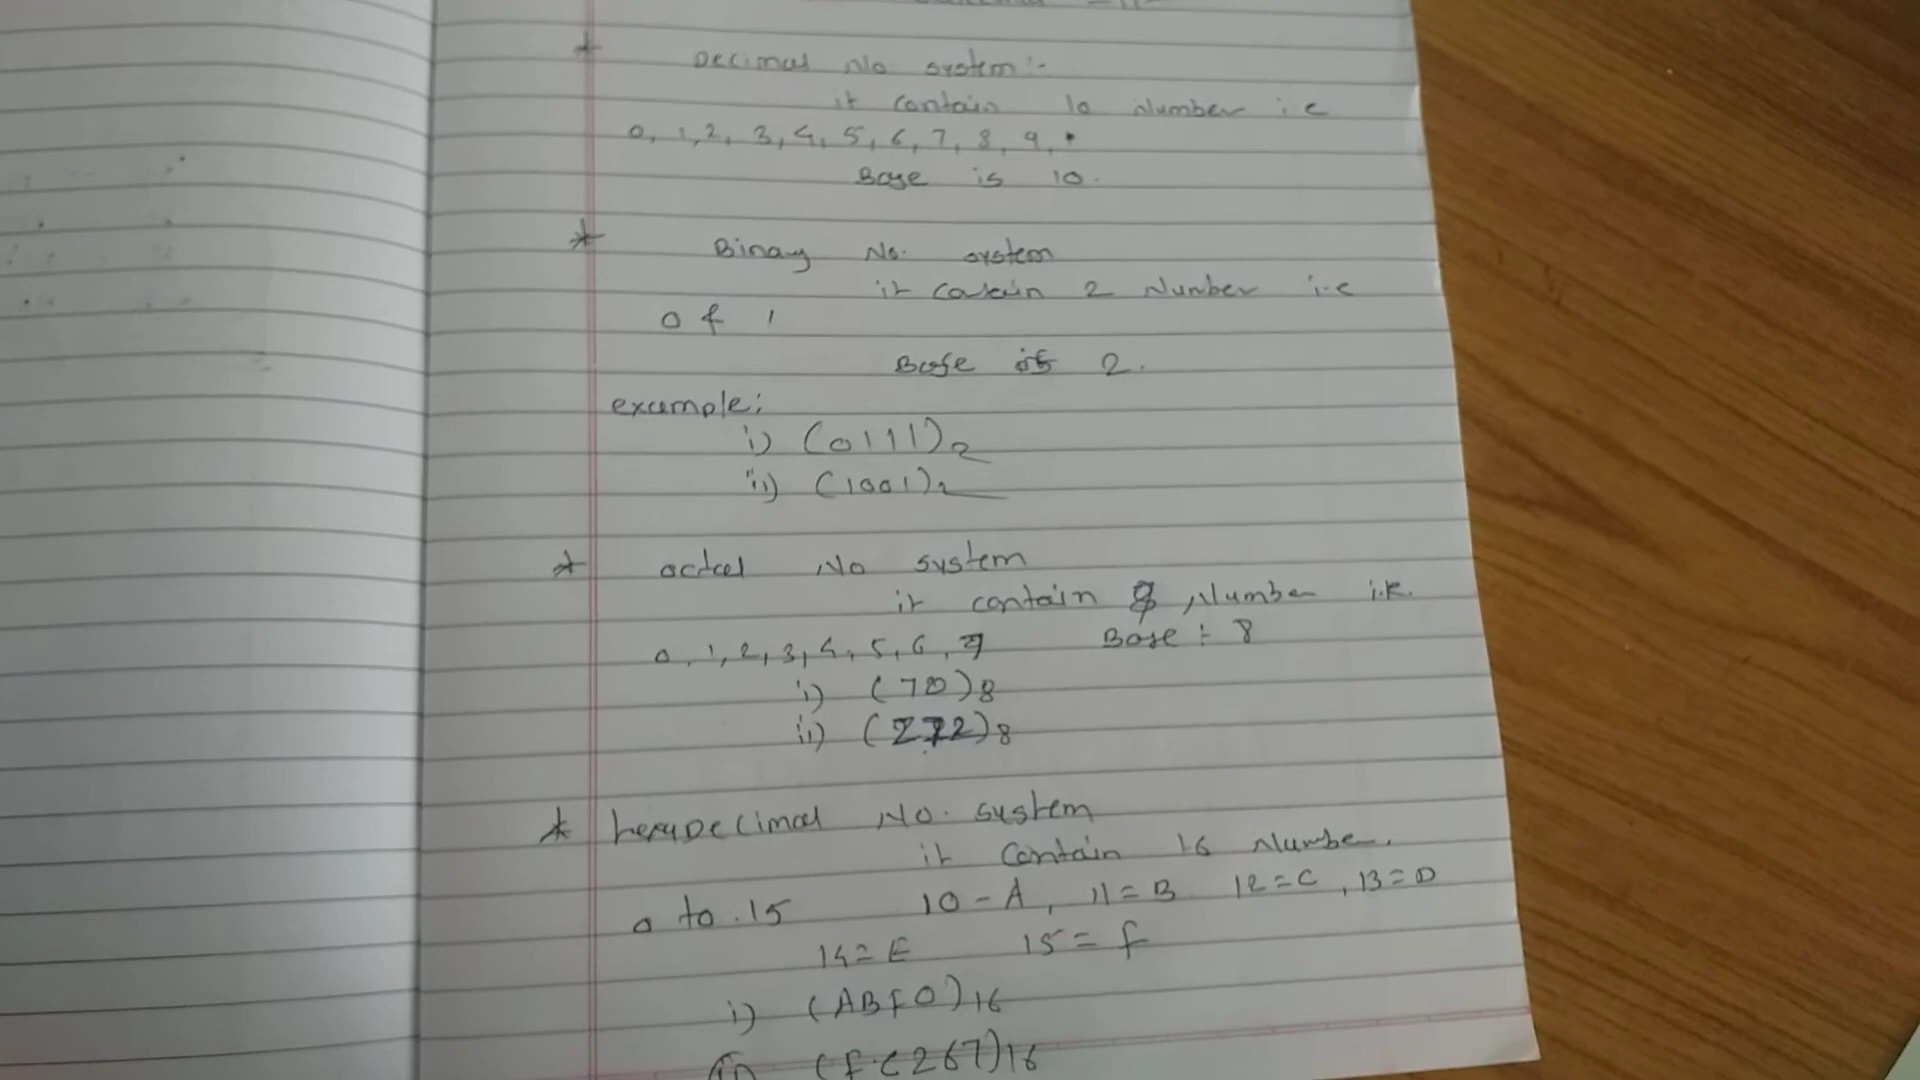 * Decimal No system :-
it contain 10 Number i.e
0, 1, 2, 3, 4, 5, 6, 7, 8, 9, .
Base is 10.
* Binay No. system
it contain 2 Number i.e
0 f 1
Base is 2.
example:
i) (0111)2
ii) (1001)2
* octal No system
it contain 8 Number i.e.
0, 1, 2, 3, 4, 5, 6, 7 Base : 8
i) (70)8
ii) (272)8
* hexaDecimal No. system
it contain 16 Number.
0 to 15 10 - A, 11 = B 12 = C, 13 = D
14 = E 15 = F
i) (ABF0)16
ii) (FC267)16